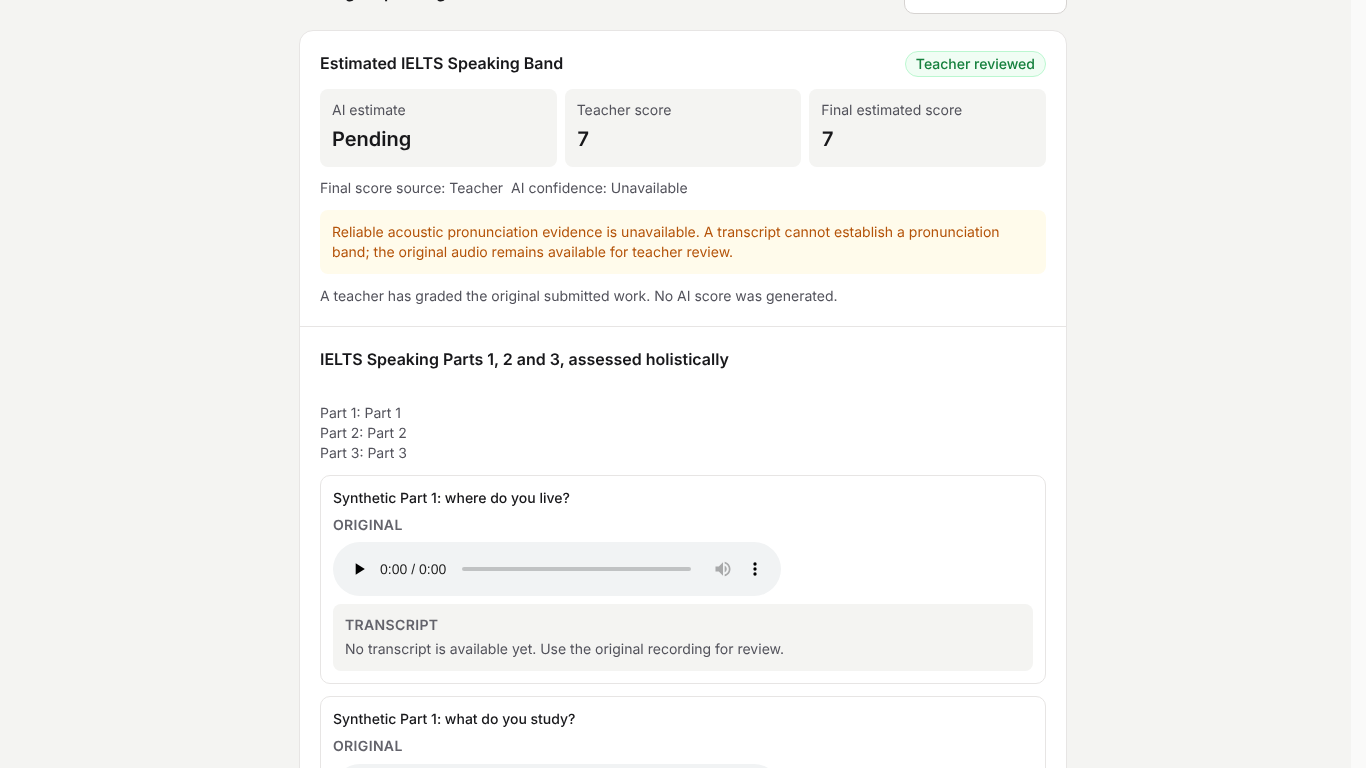 Estimated IELTS Speaking Band
Teacher reviewed
AI estimate
Pending
Teacher score
7
Final estimated score
7
Final score source: Teacher AI confidence: Unavailable
Reliable acoustic pronunciation evidence is unavailable. A transcript cannot establish a pronunciation
band; the original audio remains available for teacher review.
A teacher has graded the original submitted work. No AI score was generated.
IELTS Speaking Parts 1, 2 and 3, assessed holistically
Part 1: Part 1
Part 2: Part 2
Part 3: Part 3
Synthetic Part 1: where do you live?
ORIGINAL
0:00 / 0:00
TRANSCRIPT
No transcript is available yet. Use the original recording for review.
Synthetic Part 1: what do you study?
ORIGINAL